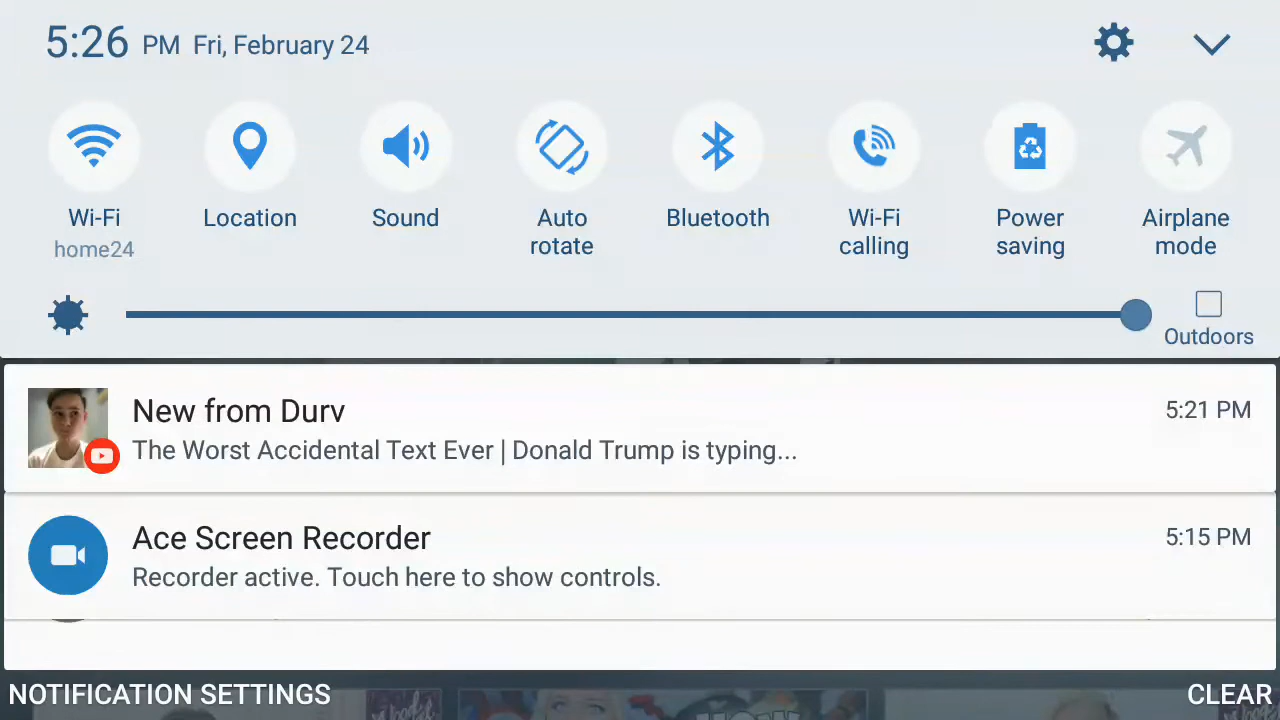 5:26 PM Fri, February 24
Wi-Fi
home24
Location
Sound
Auto
rotate
Bluetooth
Wi-Fi
calling
Power
saving
Airplane
mode
Outdoors
New from Durv
5:21 PM
The Worst Accidental Text Ever | Donald Trump is typing...
Ace Screen Recorder
5:15 PM
Recorder active. Touch here to show controls.
NOTIFICATION SETTINGS
CLEAR